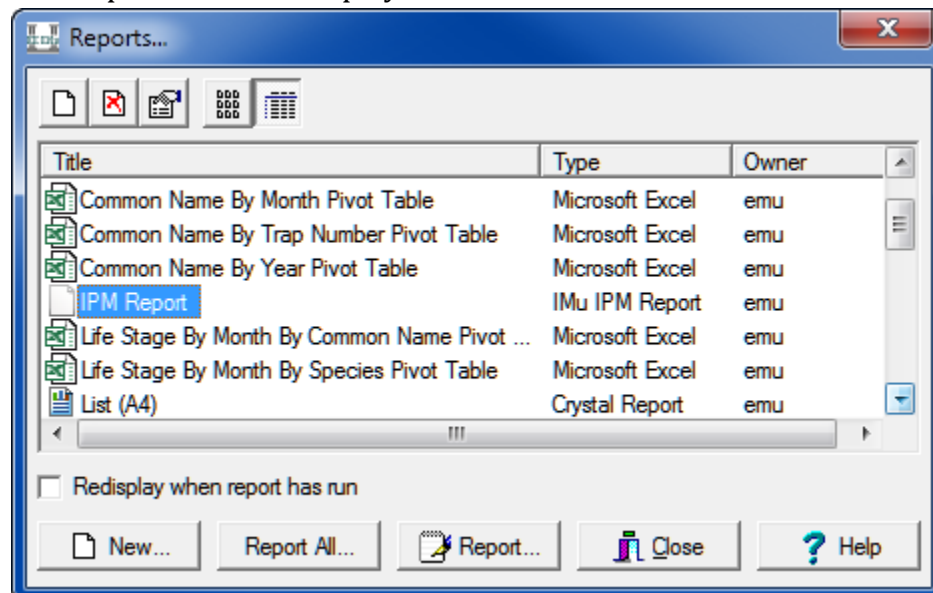 Reports...
Title Type Owner
Common Name By Month Pivot Table Microsoft Excel emu
Common Name By Trap Number Pivot Table Microsoft Excel emu
Common Name By Year Pivot Table Microsoft Excel emu
IPM Report IMu IPM Report emu
Life Stage By Month By Common Name Pivot ... Microsoft Excel emu
Life Stage By Month By Species Pivot Table Microsoft Excel emu
List (A4) Crystal Report emu
Redisplay when report has run
New... Report All... Report... Close Help